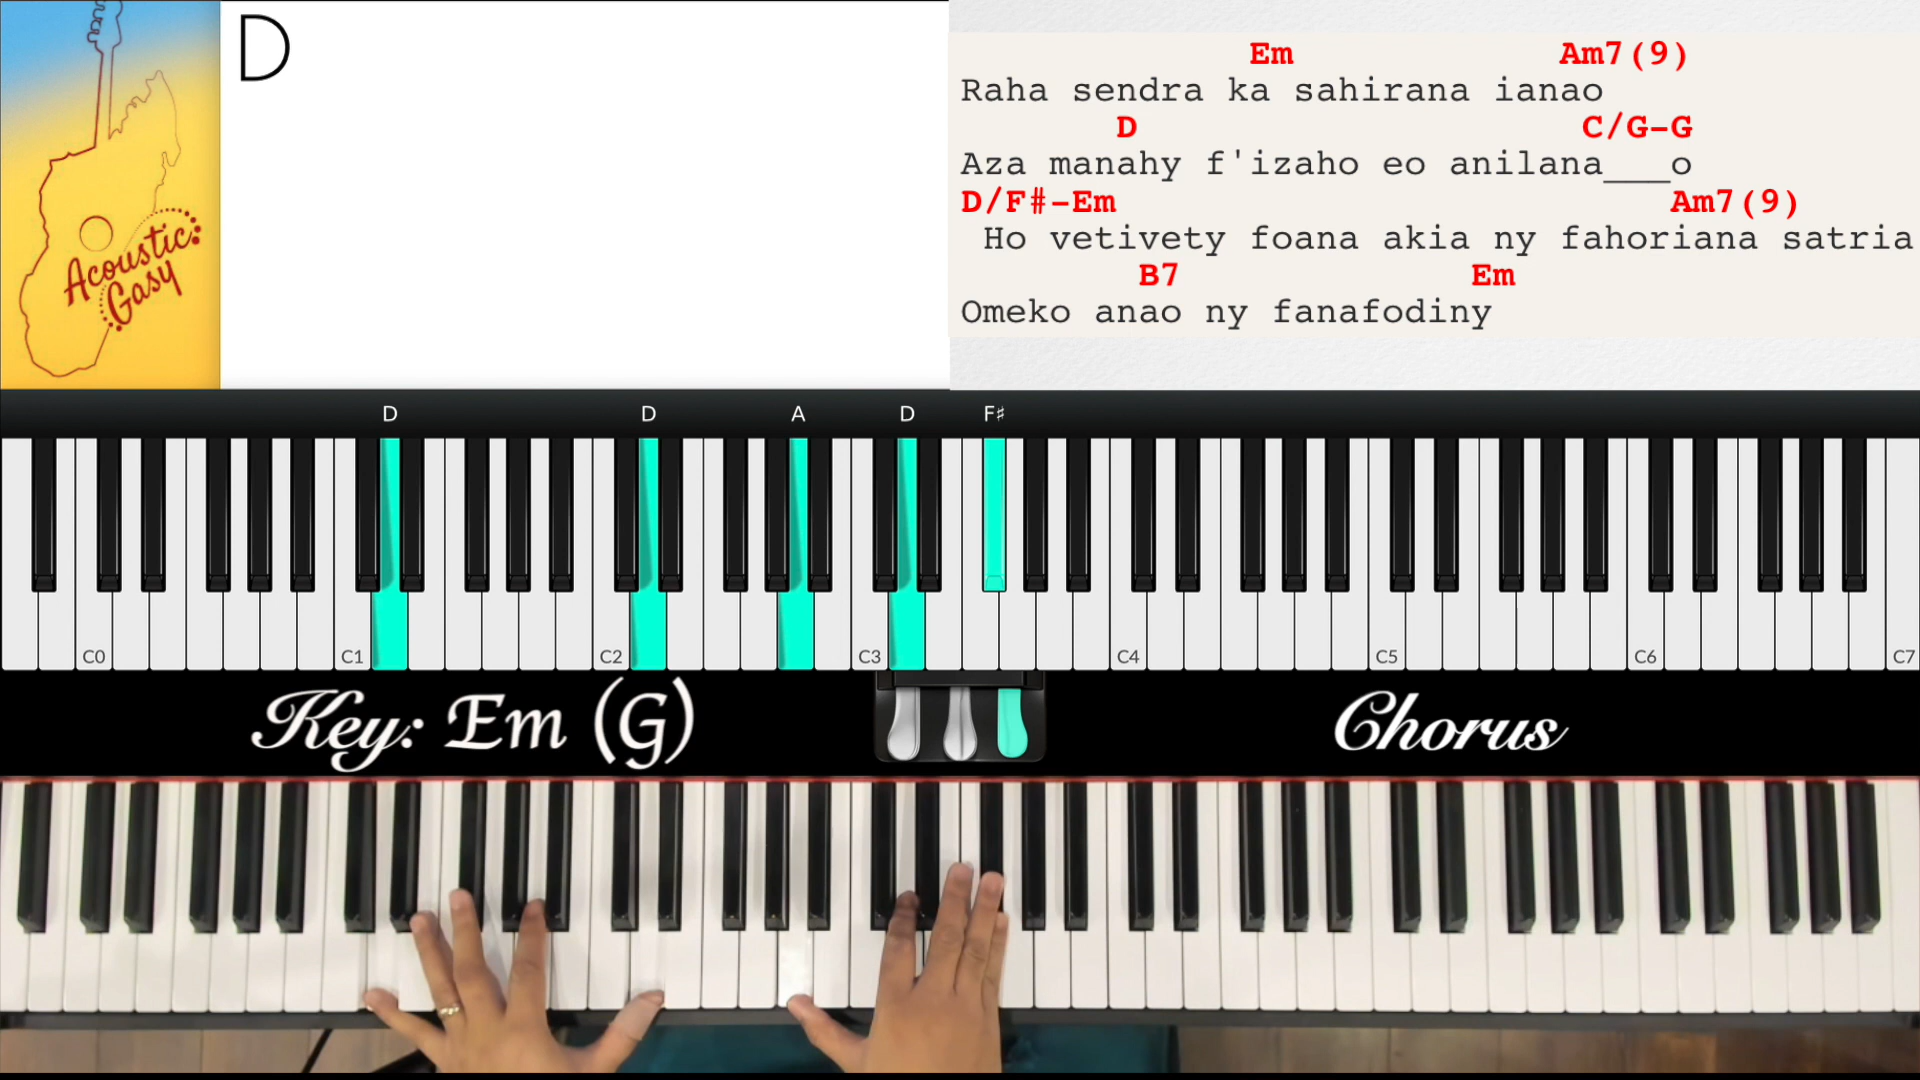 Acoustic
Gasy
D
Em Am7(9)
Raha sendra ka sahirana ianao
D C/G-G
Aza manahy f'izaho eo anilana___o
D/F#-Em Am7(9)
Ho vetivety foana akia ny fahoriana satria
B7 Em
Omeko anao ny fanafodiny
D D A D F♯
C0 C1 C2 C3 C4 C5 C6 C7
Key: Em (G)
Chorus